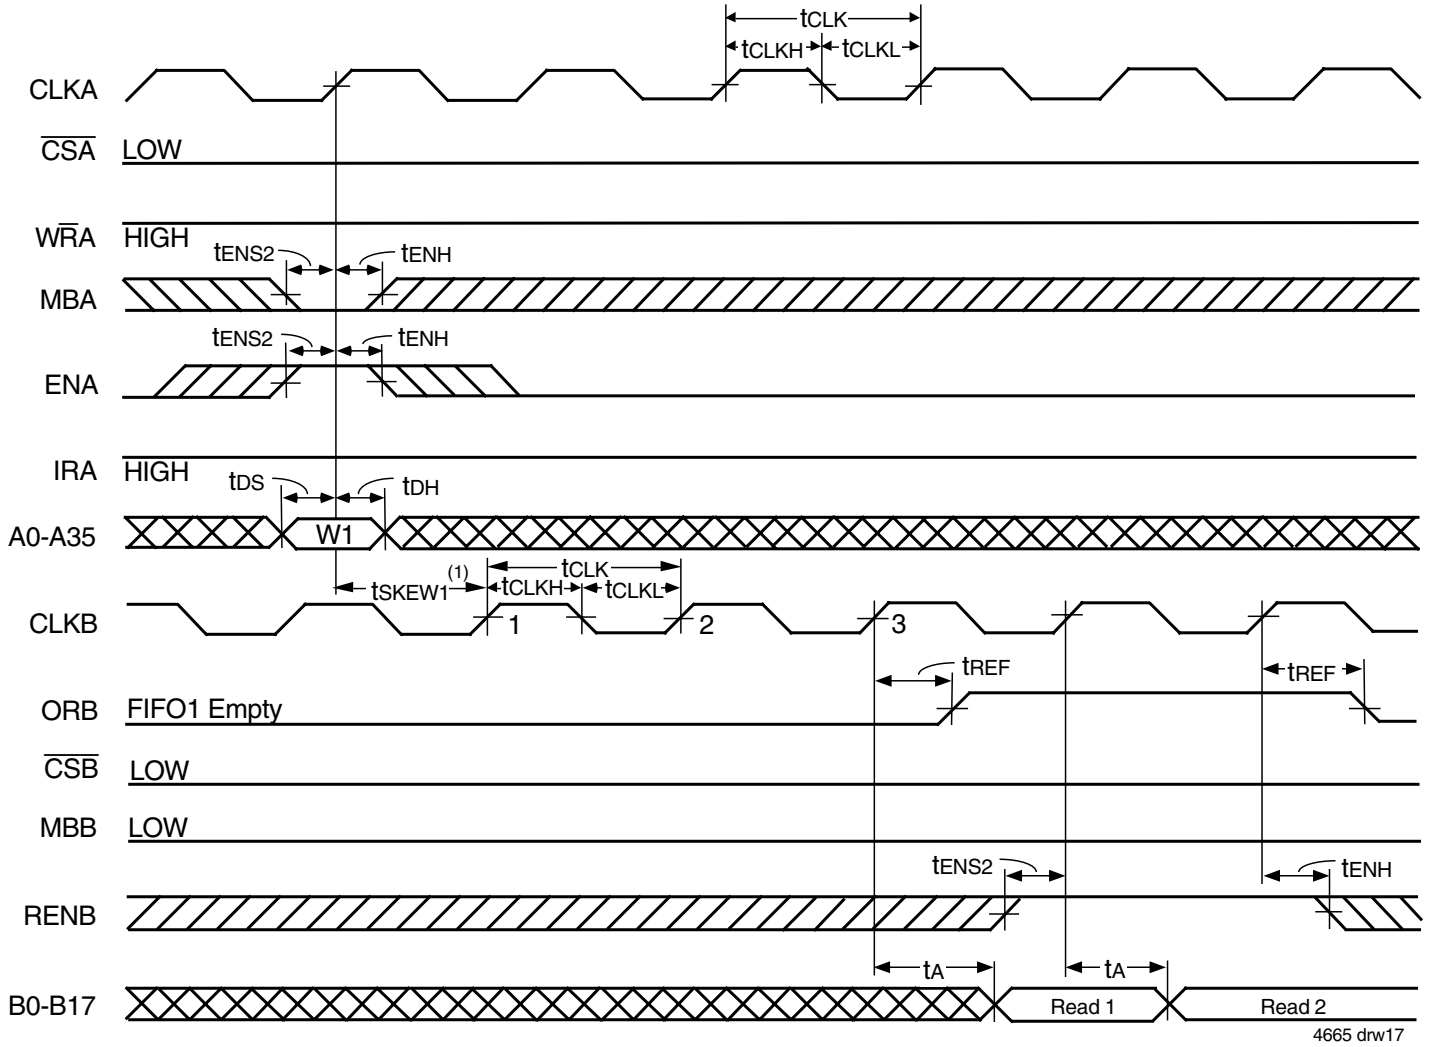 tCLK
tCLKH tCLKL
CLKA
CSA LOW
WRA HIGH
tENS2 tENH
MBA
tENS2 tENH
ENA
IRA HIGH
tDS tDH
A0-A35 W1
tSKEW1(1) tCLK
tCLKH tCLKL
CLKB 1 2 3
tREF tREF
ORB FIFO1 Empty
CSB LOW
MBB LOW
tENS2 tENH
RENB
tA tA
B0-B17 Read 1 Read 2
4665 drw17